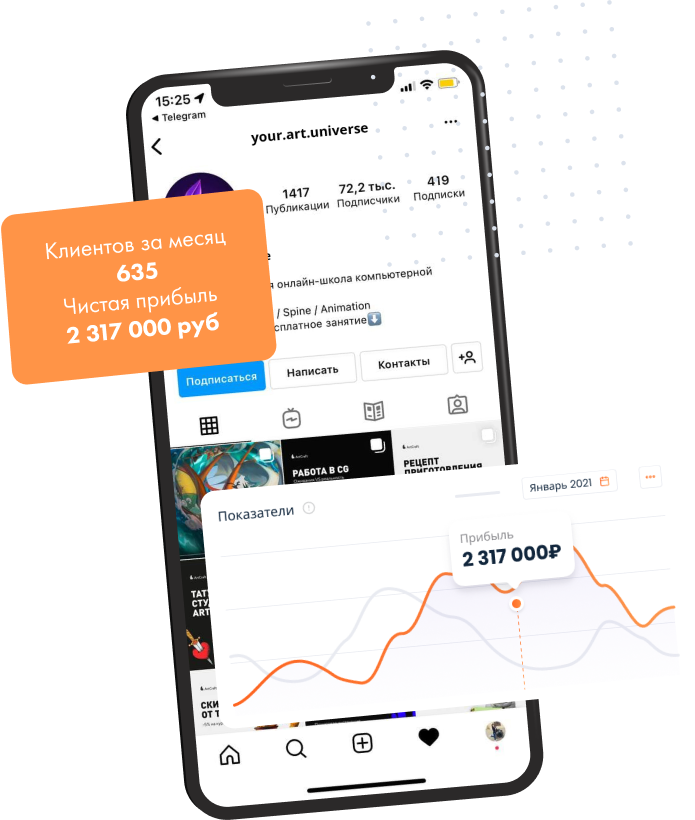 15:25
Telegram
your.art.universe
1417
72,2 тыс.
419
Публикации
Подписчики
Подписки
Клиентов за месяц
635
Чистая прибыль
2 317 000 руб
онлайн-школа компьютерной
/ Spine / Animation
занятие
Подписаться
Написать
Контакты
РАБОТА В CG
РЕЦЕПТ
ПРИГОТОВЛЕНИЯ
Показатели
Январь 2021
Прибыль
2 317 000₽
ТАТ
СТУ
ART
СКИ
ОТ Т